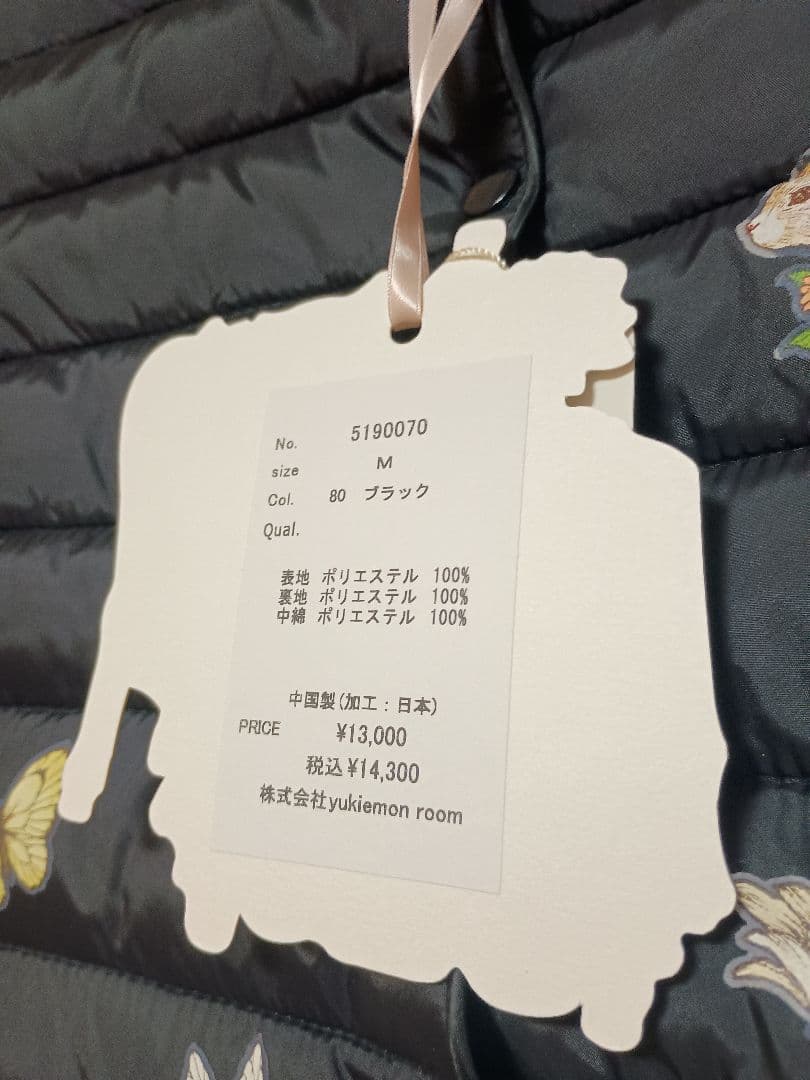 No. 5190070
size M
Col. 80 ブラック
Qual.
表地 ポリエステル 100%
裏地 ポリエステル 100%
中綿 ポリエステル 100%
中国製(加工:日本)
PRICE ¥13,000
税込¥14,300
株式会社yukiemon room